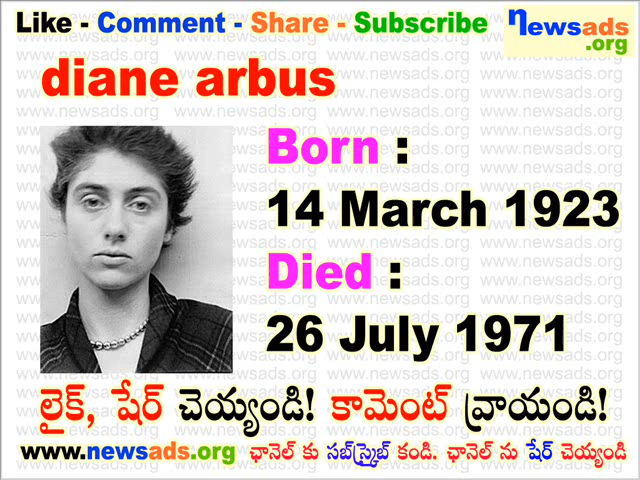 Like - Comment - Share - Subscribe
newsads
.org
diane arbus
Born :
14 March 1923
Died :
26 July 1971
లైక్, షేర్ చెయ్యండి! కామెంట్ వ్రాయండి!
www.newsads.org ఛానెల్ కు సబ్‌స్క్రైబ్ కండి. ఛానెల్ ను షేర్ చెయ్యండి